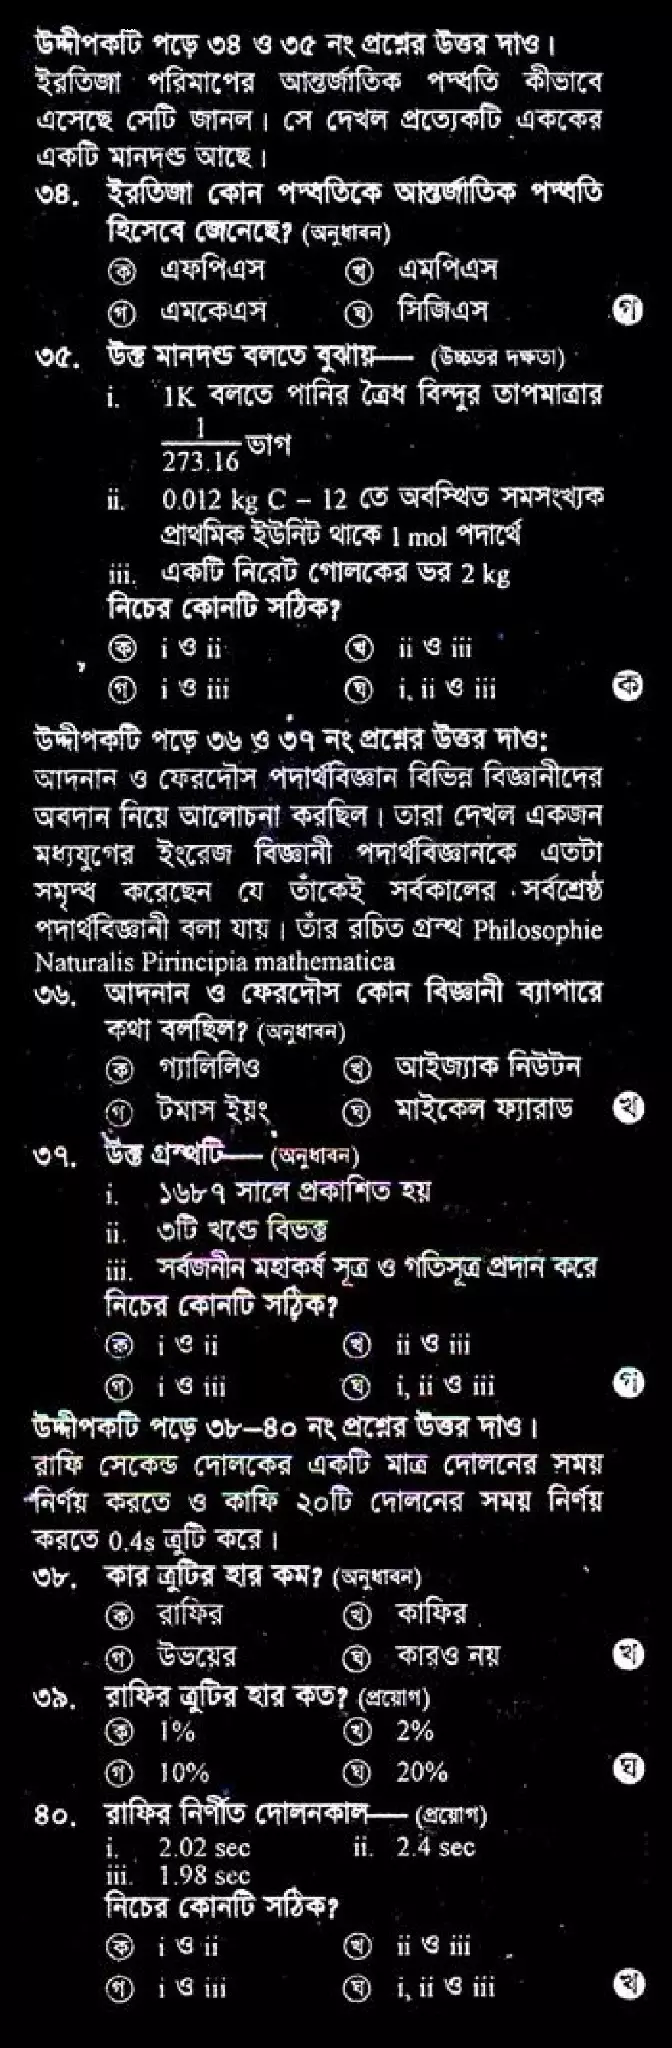 উদ্দীপকটি পড়ে ৩৪ ও ৩৫ নং প্রশ্নের উত্তর দাও।
ইরতিজা পরিমাপের আন্তর্জাতিক পদ্ধতি কীভাবে
এসেছে সেটি জানল। সে দেখল প্রত্যেকটি এককের
একটি মানদণ্ড আছে।
৩৪. ইরতিজা কোন পদ্ধতিকে আন্তর্জাতিক পদ্ধতি
হিসেবে জেনেছে? (অনুধাবন)
ক এফপিএস খ এমপিএস
গ এমকেএস ঘ সিজিএস গ
৩৫. উক্ত মানদণ্ড বলতে বুঝায়— (উচ্চতর দক্ষতা)
i. 1K বলতে পানির ত্রৈধ বিন্দুর তাপমাত্রার
1/273.16 ভাগ
ii. 0.012 kg C – 12 তে অবস্থিত সমসংখ্যক
প্রাথমিক ইউনিট থাকে 1 mol পদার্থে
iii. একটি নিরেট গোলকের ভর 2 kg
নিচের কোনটি সঠিক?
ক i ও ii খ ii ও iii
গ i ও iii ঘ i, ii ও iii ক
উদ্দীপকটি পড়ে ৩৬ ও ৩৭ নং প্রশ্নের উত্তর দাও:
আদনান ও ফেরদৌস পদার্থবিজ্ঞান বিভিন্ন বিজ্ঞানীদের
অবদান নিয়ে আলোচনা করছিল। তারা দেখল একজন
মধ্যযুগের ইংরেজ বিজ্ঞানী পদার্থবিজ্ঞানকে এতটা
সমৃদ্ধ করেছেন যে তাঁকেই সর্বকালের সর্বশ্রেষ্ঠ
পদার্থবিজ্ঞানী বলা যায়। তাঁর রচিত গ্রন্থ Philosophie
Naturalis Pirincipia mathematica
৩৬. আদনান ও ফেরদৌস কোন বিজ্ঞানী ব্যাপারে
কথা বলছিল? (অনুধাবন)
ক গ্যালিলিও খ আইজ্যাক নিউটন
গ টমাস ইয়ং ঘ মাইকেল ফ্যারাড খ
৩৭. উক্ত গ্রন্থটি— (অনুধাবন)
i. ১৬৮৭ সালে প্রকাশিত হয়
ii. ৩টি খণ্ডে বিভক্ত
iii. সর্বজনীন মহাকর্ষ সূত্র ও গতিসূত্র প্রদান করে
নিচের কোনটি সঠিক?
ক i ও ii খ ii ও iii
গ i ও iii ঘ i, ii ও iii গ
উদ্দীপকটি পড়ে ৩৮–৪০ নং প্রশ্নের উত্তর দাও।
রাফি সেকেন্ড দোলকের একটি মাত্র দোলনের সময়
নির্ণয় করতে ও কাফি ২০টি দোলনের সময় নির্ণয়
করতে 0.4s ত্রুটি করে।
৩৮. কার ত্রুটির হার কম? (অনুধাবন)
ক রাফির খ কাফির
গ উভয়ের ঘ কারও নয় খ
৩৯. রাফির ত্রুটির হার কত? (প্রয়োগ)
ক 1% খ 2%
গ 10% ঘ 20% ঘ
৪০. রাফির নির্ণীত দোলনকাল— (প্রয়োগ)
i. 2.02 sec ii. 2.4 sec
iii. 1.98 sec
নিচের কোনটি সঠিক?
ক i ও ii খ ii ও iii
গ i ও iii ঘ i, ii ও iii খ